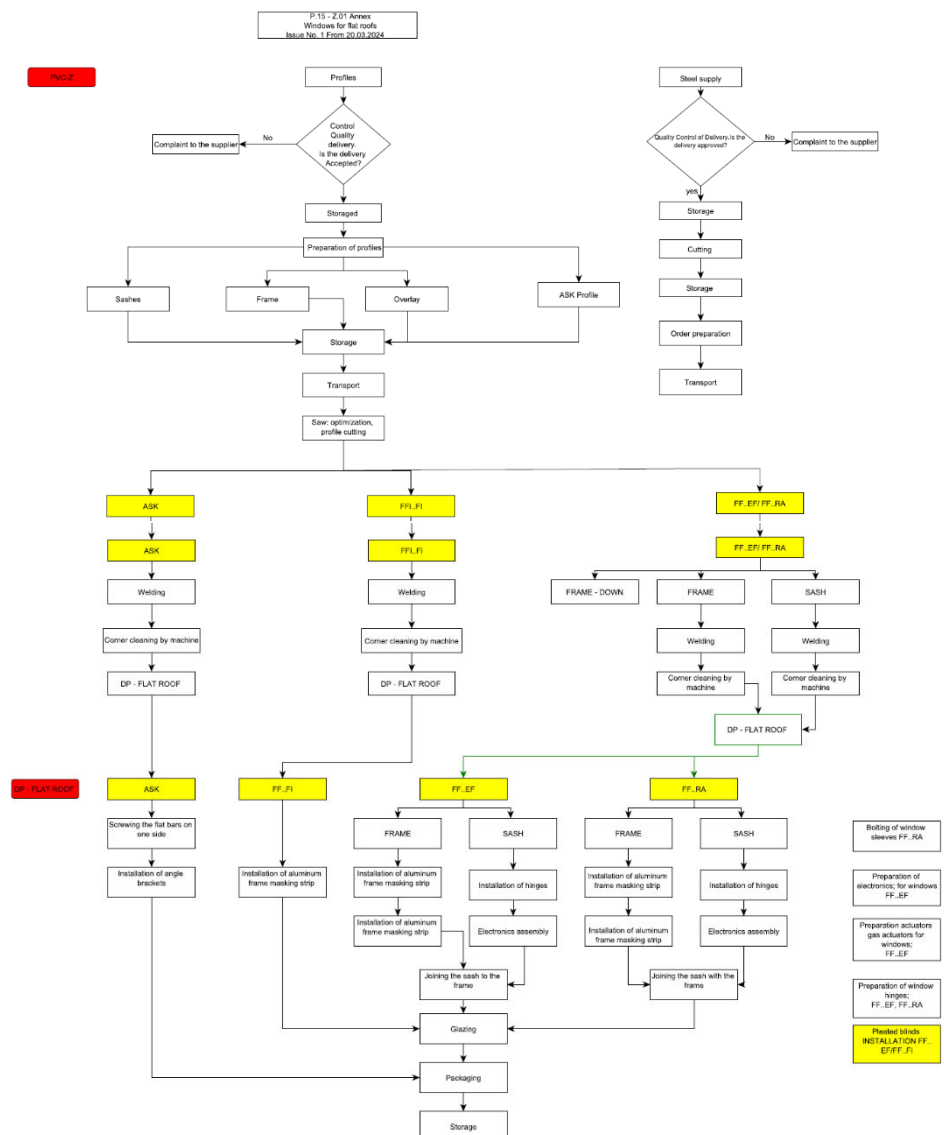 P.15 - Z.01 Annex
Windows for flat roofs
Issue No. 1 From 20.03.2024
PVC-Z
Profiles
Steel supply
Control
Quality
delivery.
Is the delivery
Accepted?
No
Complaint to the supplier
Quality Control of Delivery.Is the
delivery approved?
No
Complaint to the supplier
yes
Storaged
Storage
Preparation of profiles
Cutting
Sashes
Frame
Overlay
ASK Profile
Storage
Storage
Order preparation
Transport
Transport
Saw: optimization,
profile cutting
ASK
FFI..FI
FF..EF/ FF..RA
ASK
FFI..FI
FF..EF/ FF..RA
Welding
Welding
FRAME - DOWN
FRAME
SASH
Corner cleaning by machine
Corner cleaning by machine
Welding
Welding
DP - FLAT ROOF
DP - FLAT ROOF
Corner cleaning by
machine
Corner cleaning by
machine
DP - FLAT ROOF
DP - FLAT ROOF
ASK
FF..FI
FF..EF
FF..RA
Screwing the flat bars on
one side
FRAME
SASH
FRAME
SASH
Bolting of window
sleeves FF..RA
Installation of angle
brackets
Installation of aluminum
frame masking strip
Installation of aluminum
frame masking strip
Installation of hinges
Installation of aluminum
frame masking strip
Installation of hinges
Preparation of
electronics; for windows
FF...EF
Installation of aluminum
frame masking strip
Electronics assembly
Installation of aluminum
frame masking strip
Electronics assembly
Preparation actuators
gas actuators for
windows;
FF...EF
Joining the sash to the
frame
Joining the sash with the
frame
Preparation of window
hinges;
FF..EF, FF..RA
Glazing
Pleated blinds
INSTALLATION FF...
EF/FF..FI
Packaging
Storage